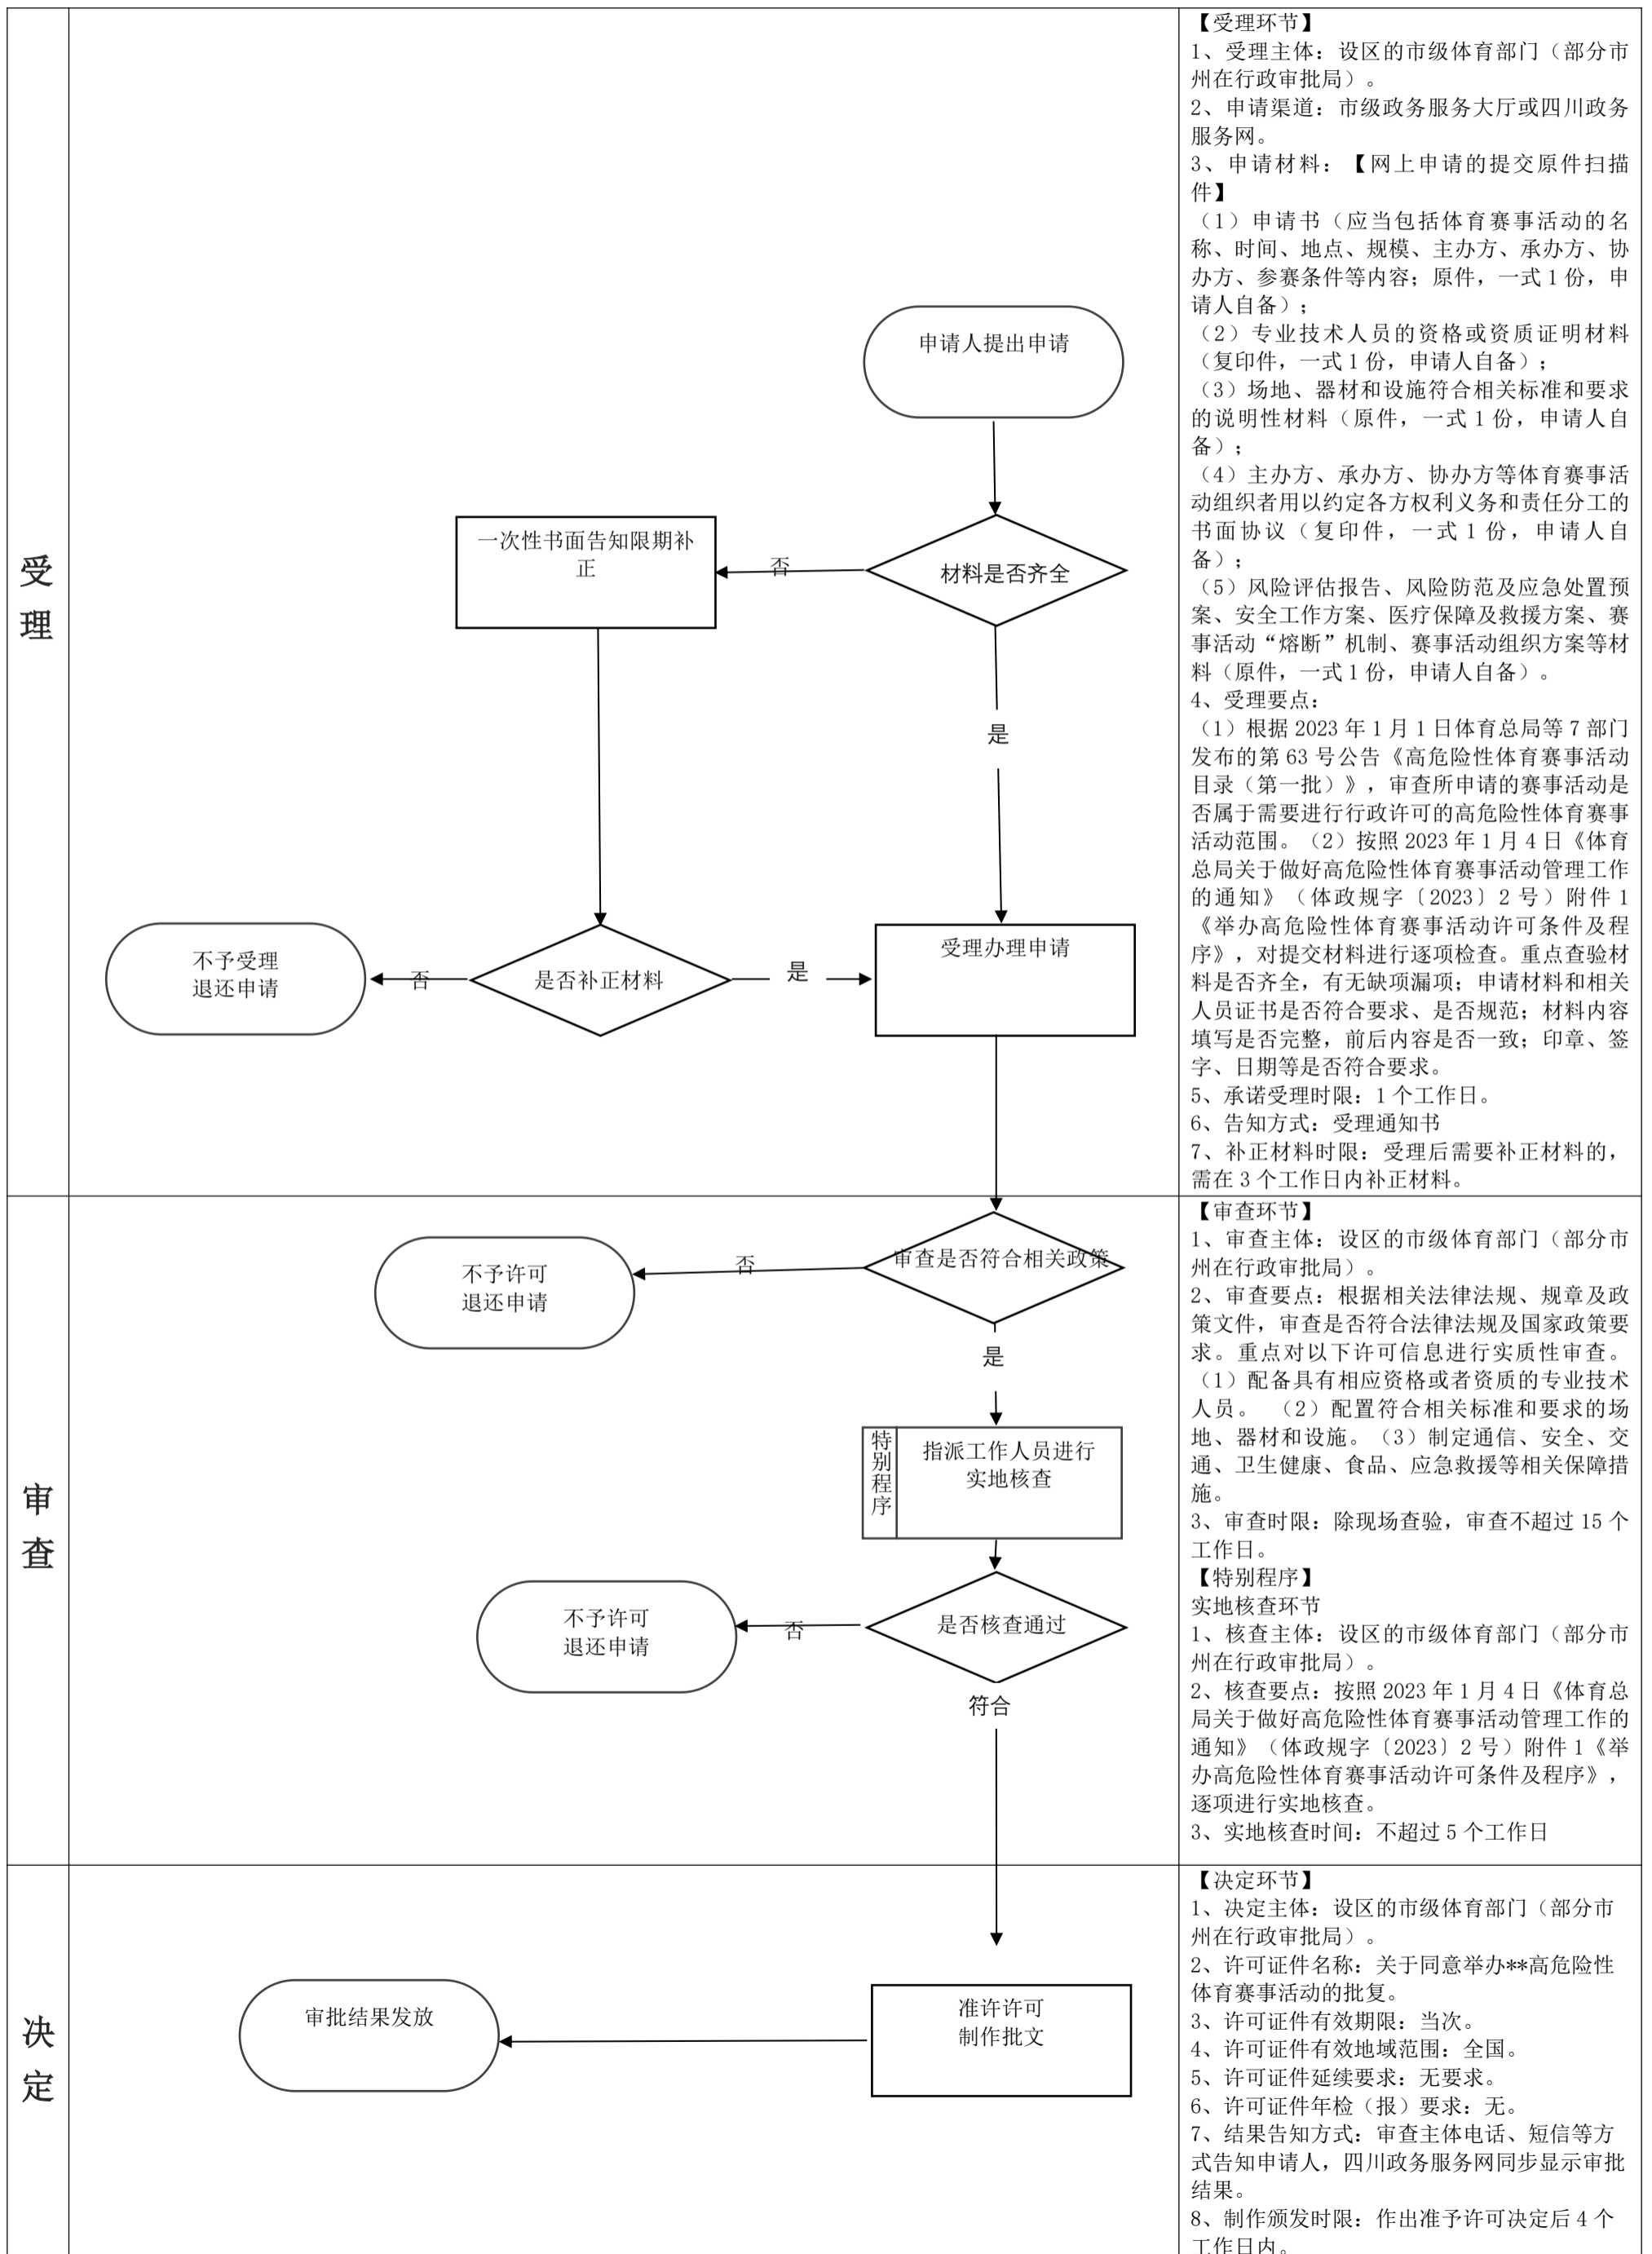 受
理
申请人提出申请
一次性书面告知限期补
正
否
材料是否齐全
是
不予受理
退还申请
否
是否补正材料
是
受理办理申请
【受理环节】
1、受理主体：设区的市级体育部门（部分市
州在行政审批局）。
2、申请渠道：市级政务服务大厅或四川政务
服务网。
3、申请材料：【网上申请的提交原件扫描
件】
（1）申请书（应当包括体育赛事活动的名
称、时间、地点、规模、主办方、承办方、协
办方、参赛条件等内容；原件，一式 1 份，申
请人自备）；
（2）专业技术人员的资格或资质证明材料
（复印件，一式 1 份，申请人自备）；
（3）场地、器材和设施符合相关标准和要求
的说明性材料（原件，一式 1 份，申请人自
备）；
（4）主办方、承办方、协办方等体育赛事活
动组织者用以约定各方权利义务和责任分工的
书面协议（复印件，一式 1 份，申请人自
备）；
（5）风险评估报告、风险防范及应急处置预
案、安全工作方案、医疗保障及救援方案、赛
事活动“熔断”机制、赛事活动组织方案等材
料（原件，一式 1 份，申请人自备）。
4、受理要点：
（1）根据 2023 年 1 月 1 日体育总局等 7 部门
发布的第 63 号公告《高危险性体育赛事活动
目录（第一批）》，审查所申请的赛事活动是
否属于需要进行行政许可的高危险性体育赛事
活动范围。（2）按照 2023 年 1 月 4 日《体育
总局关于做好高危险性体育赛事活动管理工作
的通知》（体政规字〔2023〕2 号）附件 1
《举办高危险性体育赛事活动许可条件及程
序》，对提交材料进行逐项检查。重点查验材
料是否齐全，有无缺项漏项；申请材料和相关
人员证书是否符合要求、是否规范；材料内容
填写是否完整，前后内容是否一致；印章、签
字、日期等是否符合要求。
5、承诺受理时限：1 个工作日。
6、告知方式：受理通知书
7、补正材料时限：受理后需要补正材料的，
需在 3 个工作日内补正材料。
审
查
不予许可
退还申请
否
审查是否符合相关政策
是
特别程序
指派工作人员进行
实地核查
不予许可
退还申请
否
是否核查通过
符合
【审查环节】
1、审查主体：设区的市级体育部门（部分市
州在行政审批局）。
2、审查要点：根据相关法律法规、规章及政
策文件，审查是否符合法律法规及国家政策要
求。重点对以下许可信息进行实质性审查。
（1）配备具有相应资格或者资质的专业技术
人员。 （2）配置符合相关标准和要求的场
地、器材和设施。（3）制定通信、安全、交
通、卫生健康、食品、应急救援等相关保障措
施。
3、审查时限：除现场查验，审查不超过 15 个
工作日。
【特别程序】
实地核查环节
1、核查主体：设区的市级体育部门（部分市
州在行政审批局）。
2、核查要点：按照 2023 年 1 月 4 日《体育总
局关于做好高危险性体育赛事活动管理工作的
通知》（体政规字〔2023〕2 号）附件 1《举
办高危险性体育赛事活动许可条件及程序》，
逐项进行实地核查。
3、实地核查时间：不超过 5 个工作日
决
定
审批结果发放
准许许可
制作批文
【决定环节】
1、决定主体：设区的市级体育部门（部分市
州在行政审批局）。
2、许可证件名称：关于同意举办**高危险性
体育赛事活动的批复。
3、许可证件有效期限：当次。
4、许可证件有效地域范围：全国。
5、许可证件延续要求：无要求。
6、许可证件年检（报）要求：无。
7、结果告知方式：审查主体电话、短信等方
式告知申请人，四川政务服务网同步显示审批
结果。
8、制作颁发时限：作出准予许可决定后 4 个
工作日内。